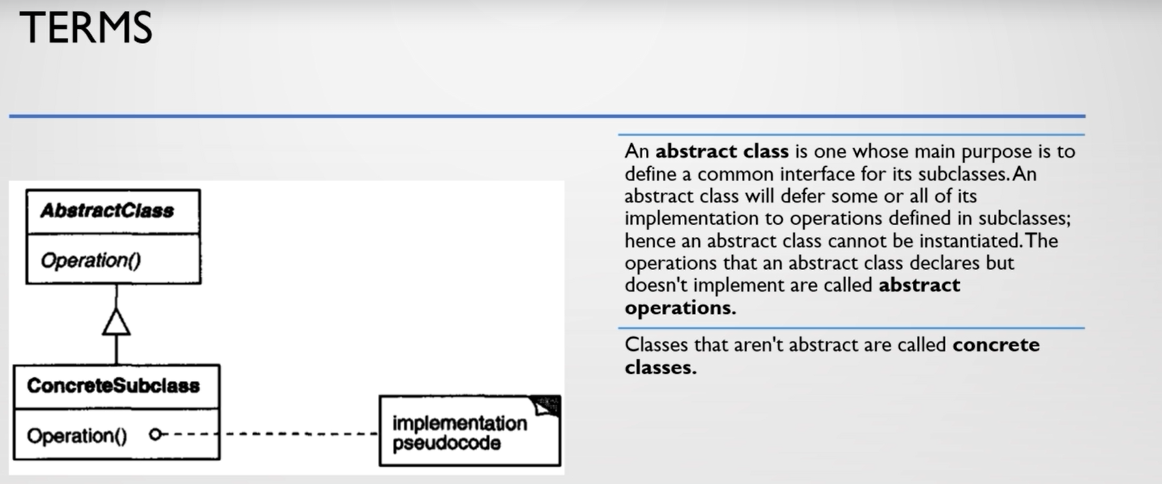 TERMS
AbstractClass
Operation()
ConcreteSubclass
Operation()
implementation
pseudocode
An abstract class is one whose main purpose is to
define a common interface for its subclasses. An
abstract class will defer some or all of its
implementation to operations defined in subclasses;
hence an abstract class cannot be instantiated. The
operations that an abstract class declares but
doesn't implement are called abstract
operations.
Classes that aren't abstract are called concrete
classes.